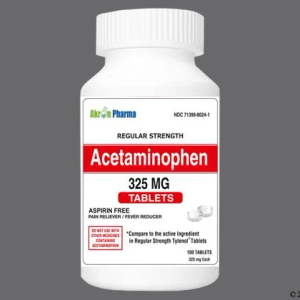 Akron Pharma
NDC 71399-8024-1
REGULAR STRENGTH
Acetaminophen
325 MG
TABLETS
ASPIRIN FREE
PAIN RELIEVER / FEVER REDUCER
DO NOT USE WITH
OTHER MEDICINES
CONTAINING
ACETAMINOPHEN
*Compare to the active Ingredient
in Regular Strength Tylenol® Tablets
100 TABLETS
325 mg Each